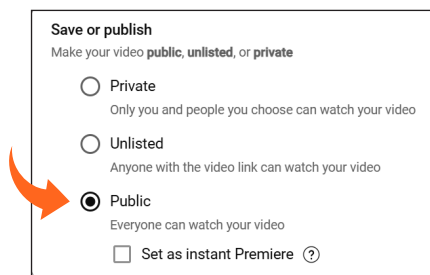 Save or publish
Make your video public, unlisted, or private
Private
Only you and people you choose can watch your video
Unlisted
Anyone with the video link can watch your video
Public
Everyone can watch your video
Set as instant Premiere ?